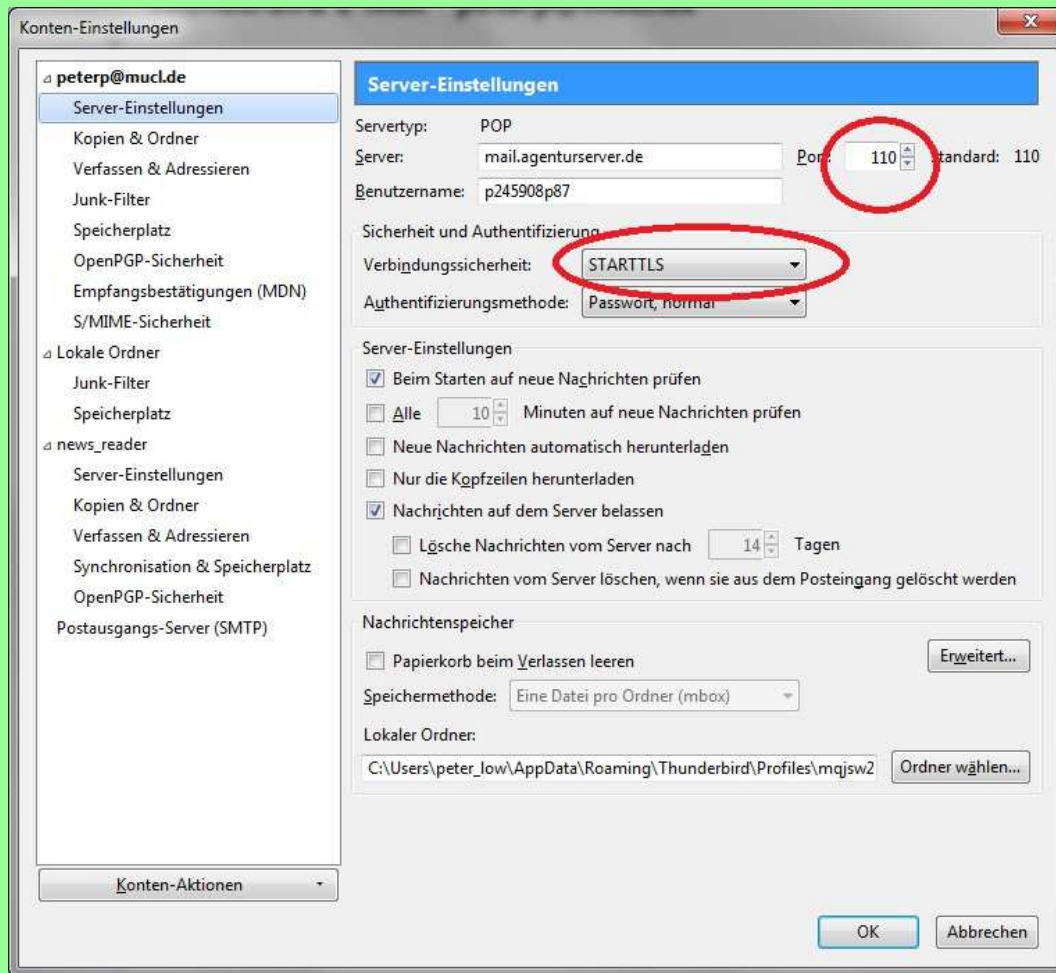 Konten-Einstellungen
peterp@mucl.de
Server-Einstellungen
Kopien & Ordner
Verfassen & Adressieren
Junk-Filter
Speicherplatz
OpenPGP-Sicherheit
Empfangsbestätigungen (MDN)
S/MIME-Sicherheit
Lokale Ordner
Junk-Filter
Speicherplatz
news_reader
Server-Einstellungen
Kopien & Ordner
Verfassen & Adressieren
Synchronisation & Speicherplatz
OpenPGP-Sicherheit
Postausgangs-Server (SMTP)
Konten-Aktionen
Server-Einstellungen
Servertyp: POP
Server: mail.agenturserver.de Port: 110 Standard: 110
Benutzername: p245908p87
Sicherheit und Authentifizierung
Verbindungssicherheit: STARTTLS
Authentifizierungsmethode: Passwort, normal
Server-Einstellungen
Beim Starten auf neue Nachrichten prüfen
Alle 10 Minuten auf neue Nachrichten prüfen
Neue Nachrichten automatisch herunterladen
Nur die Kopfzeilen herunterladen
Nachrichten auf dem Server belassen
Lösche Nachrichten vom Server nach 14 Tagen
Nachrichten vom Server löschen, wenn sie aus dem Posteingang gelöscht werden
Nachrichtenspeicher
Papierkorb beim Verlassen leeren Erweitert...
Speichermethode: Eine Datei pro Ordner (mbox)
Lokaler Ordner:
C:\Users\peter_low\AppData\Roaming\Thunderbird\Profiles\mqjsw2 Ordner wählen...
OK Abbrechen